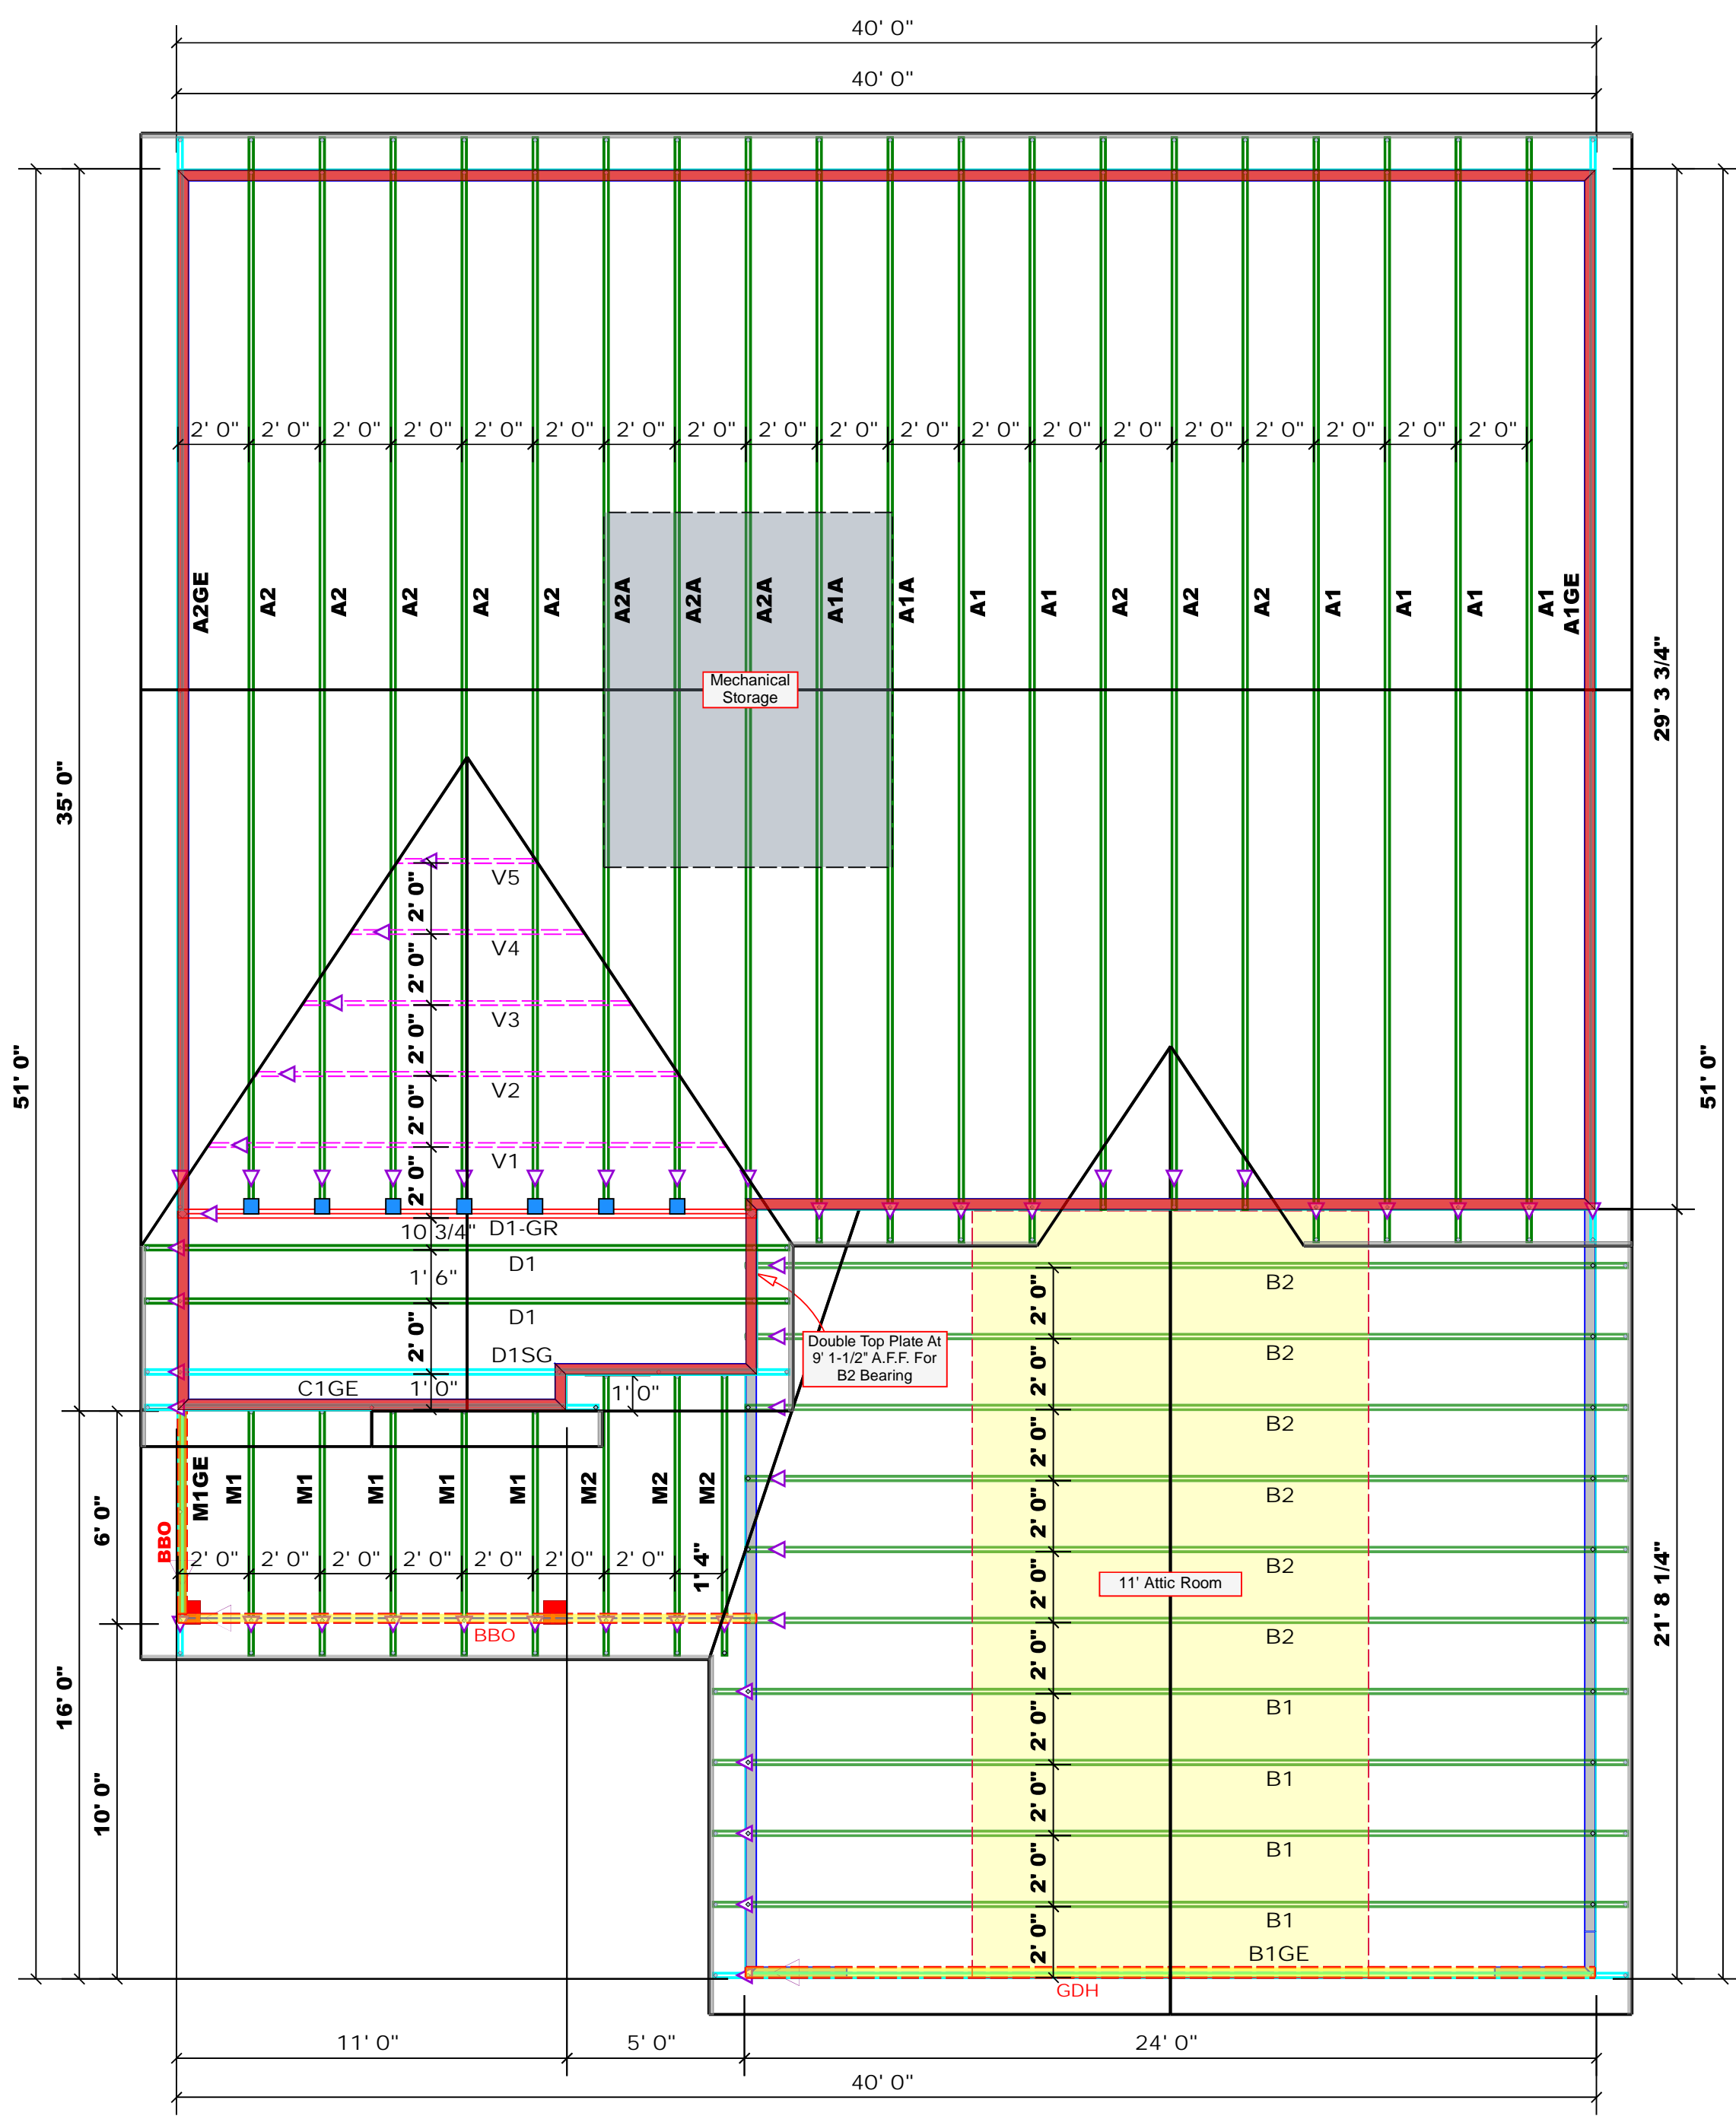 40' 0"
40' 0"
2' 0" 2' 0" 2' 0" 2' 0" 2' 0" 2' 0" 2' 0" 2' 0" 2' 0" 2' 0" 2' 0" 2' 0" 2' 0" 2' 0" 2' 0" 2' 0" 2' 0" 2' 0" 2' 0"
A2GE A2 A2 A2 A2 A2 A2A A2A A2A A1A A1A A1 A1 A2 A2 A2 A1 A1 A1 A1 A1GE
Mechanical
Storage
29' 3 3/4"
35' 0"
51' 0"
51' 0"
V5
2' 0"
V4
2' 0"
V3
2' 0"
V2
2' 0"
V1
2' 0"
D1-GR
10 3/4"
D1
1' 6"
D1
2' 0"
D1SG
C1GE
1' 0"
1' 0"
Double Top Plate At
9' 1-1/2" A.F.F. For
B2 Bearing
B2
2' 0"
B2
2' 0"
B2
2' 0"
B2
2' 0"
B2
2' 0"
B2
2' 0"
B1
2' 0"
B1
2' 0"
B1
2' 0"
B1
2' 0"
B1GE
GDH
11' Attic Room
21' 8 1/4"
M1GE M1 M1 M1 M1 M1 M2 M2 M2
BBO
2' 0" 2' 0" 2' 0" 2' 0" 2' 0" 2' 0" 2' 0" 1' 4"
BBO
6' 0"
16' 0"
10' 0"
11' 0" 5' 0" 24' 0"
40' 0"